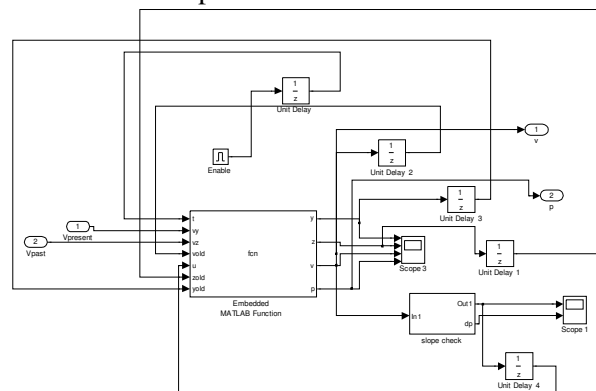 1
z
Unit Delay
Enable
1
z
Unit Delay 2
1
v
1
z
Unit Delay 3
2
p
1
Vpresent
2
Vpast
t
vy
vz
vold
u
zold
yold
fcn
y
z
v
p
Embedded
MATLAB Function
Scope 3
1
z
Unit Delay 1
In1
Out1
dp
slope check
Scope 1
1
z
Unit Delay 4